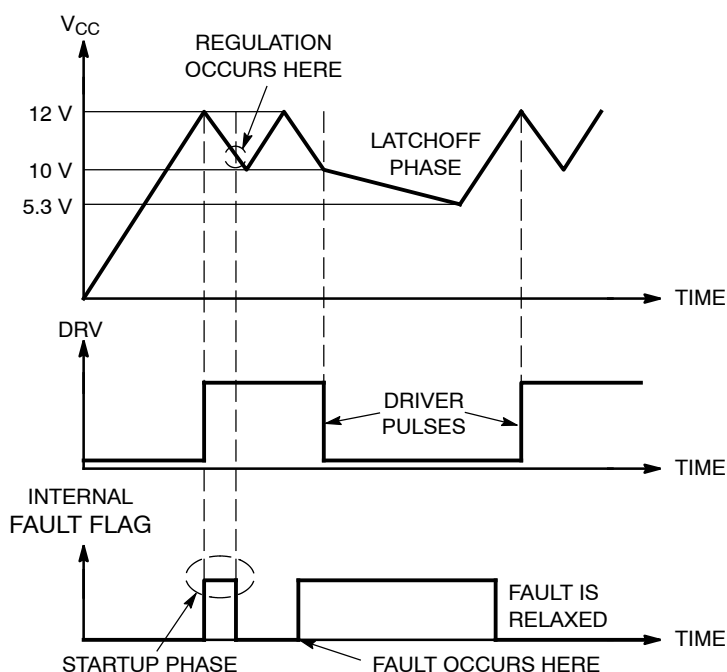 VCC
REGULATION
OCCURS HERE
12 V
LATCHOFF
PHASE
10 V
5.3 V
TIME
DRV
DRIVER
PULSES
TIME
INTERNAL
FAULT FLAG
FAULT IS
RELAXED
TIME
STARTUP PHASE
FAULT OCCURS HERE